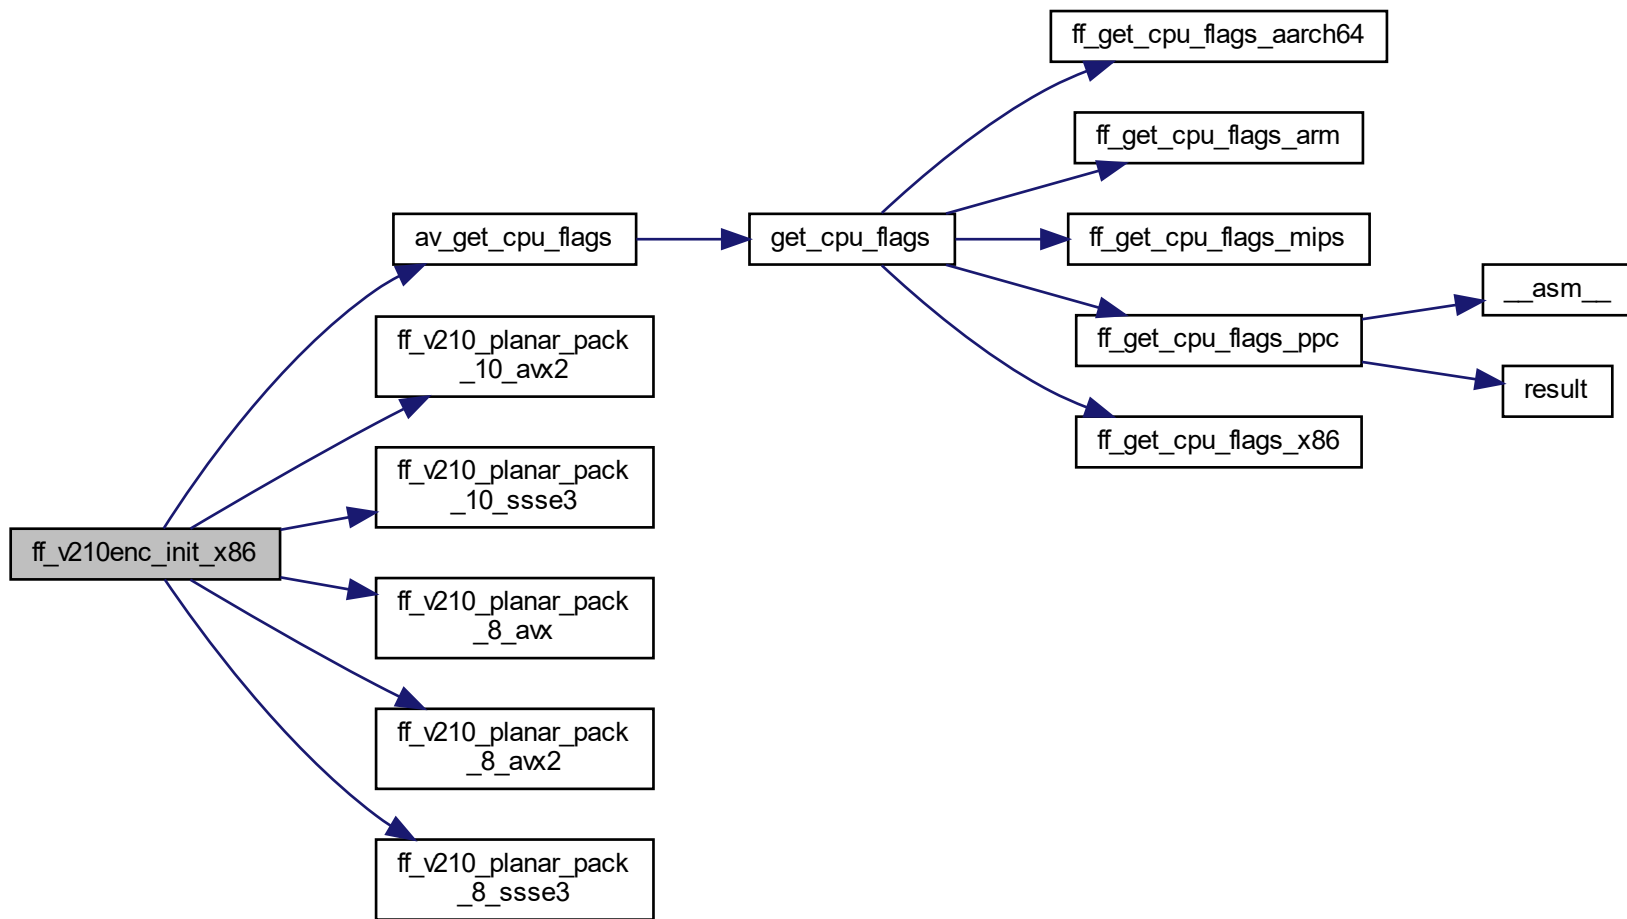 ff_get_cpu_flags_aarch64
ff_get_cpu_flags_arm
av_get_cpu_flags
get_cpu_flags
ff_get_cpu_flags_mips
__asm__
ff_v210_planar_pack
_10_avx2
ff_get_cpu_flags_ppc
result
ff_get_cpu_flags_x86
ff_v210_planar_pack
_10_ssse3
ff_v210enc_init_x86
ff_v210_planar_pack
_8_avx
ff_v210_planar_pack
_8_avx2
ff_v210_planar_pack
_8_ssse3